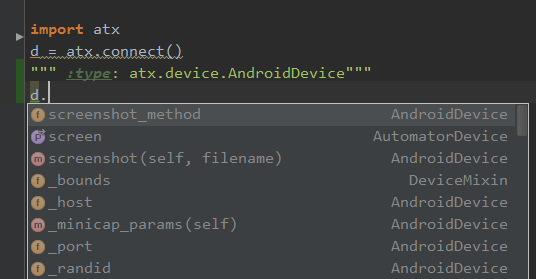 import atx
d = atx.connect()
""" :type: atx.device.AndroidDevice"""
d.
f screenshot_method AndroidDevice
P screen AutomatorDevice
m screenshot(self, filename) AndroidDevice
f _bounds DeviceMixin
f _host AndroidDevice
m _minicap_params(self) AndroidDevice
f _port AndroidDevice
f _randid AndroidDevice